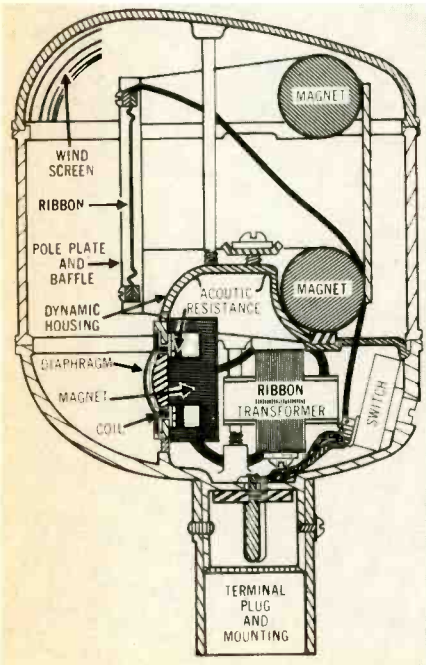 MAGNET
WIND
SCREEN
RIBBON
POLE PLATE
AND
BAFFLE
DYNAMIC
HOUSING
ACOUTIC
RESISTANCE
MAGNET
DIAPHRAGM
MAGNET
COIL
RIBBON
TRANSFORMER
SWITCH
TERMINAL
PLUG
AND
MOUNTING